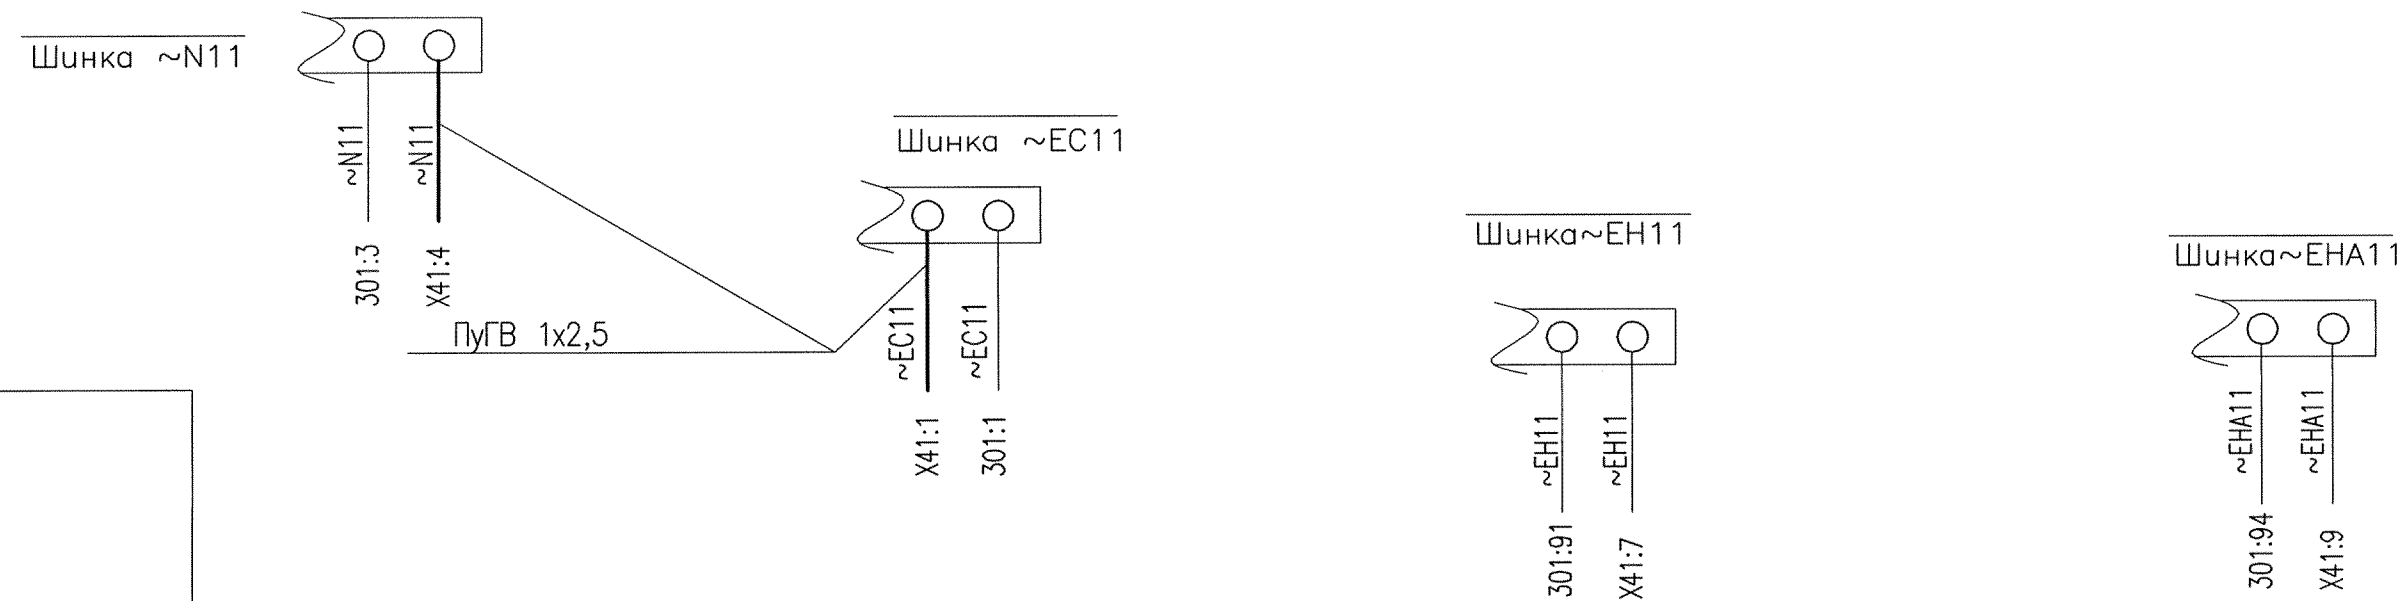 Шинка ~N11
~N11
~N11
301:3
X41:4
ПуГВ 1x2,5
Шинка ~EC11
~EC11
~EC11
X41:1
301:1
Шинка~EH11
~EH11
~EH11
301:91
X41:7
Шинка~EHA11
~EHA11
~EHA11
301:94
X41:9